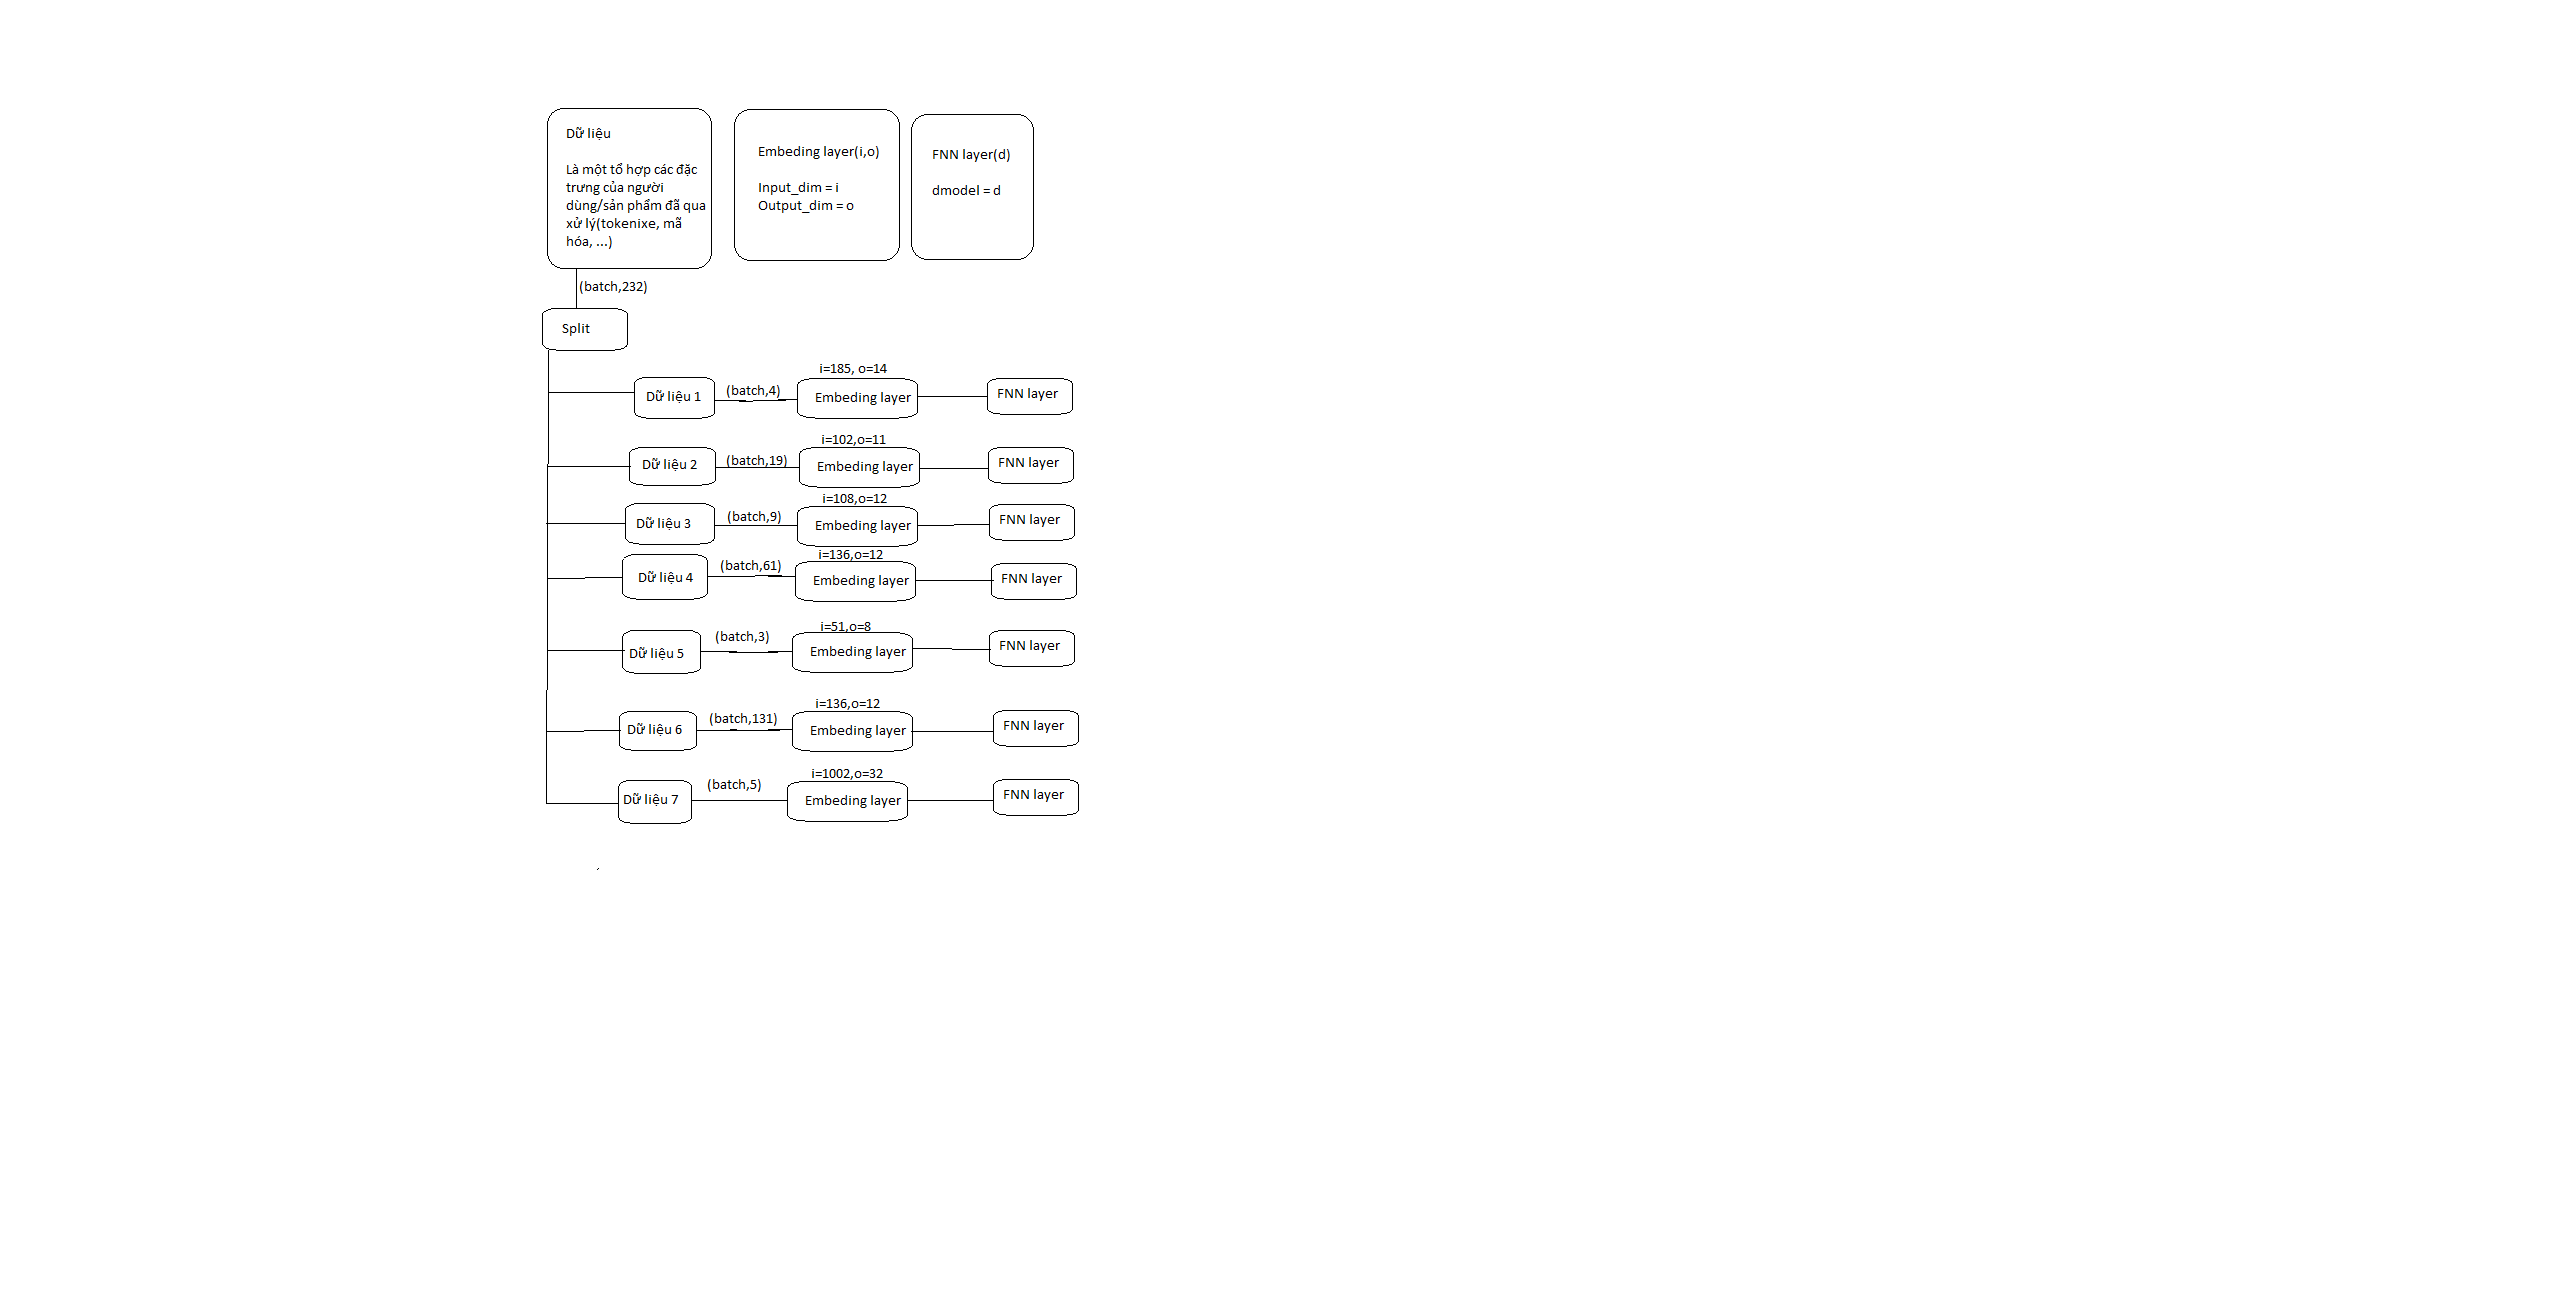 Dữ liệu
Là một tổ hợp các đặc
trưng của người
dùng/sản phẩm đã qua
xử lý(tokenixe, mã
hóa, ...)
Embeding layer(i,o)
Input_dim = i
Output_dim = o
FNN layer(d)
dmodel = d
(batch,232)
Split
i=185, o=14
Dữ liệu 1
(batch,4)
Embeding layer
FNN layer
i=102,o=11
Dữ liệu 2
(batch,19)
Embeding layer
FNN layer
i=108,o=12
Dữ liệu 3
(batch,9)
Embeding layer
FNN layer
i=136,o=12
Dữ liệu 4
(batch,61)
Embeding layer
FNN layer
i=51,o=8
Dữ liệu 5
(batch,3)
Embeding layer
FNN layer
i=136,o=12
Dữ liệu 6
(batch,131)
Embeding layer
FNN layer
i=1002,o=32
Dữ liệu 7
(batch,5)
Embeding layer
FNN layer